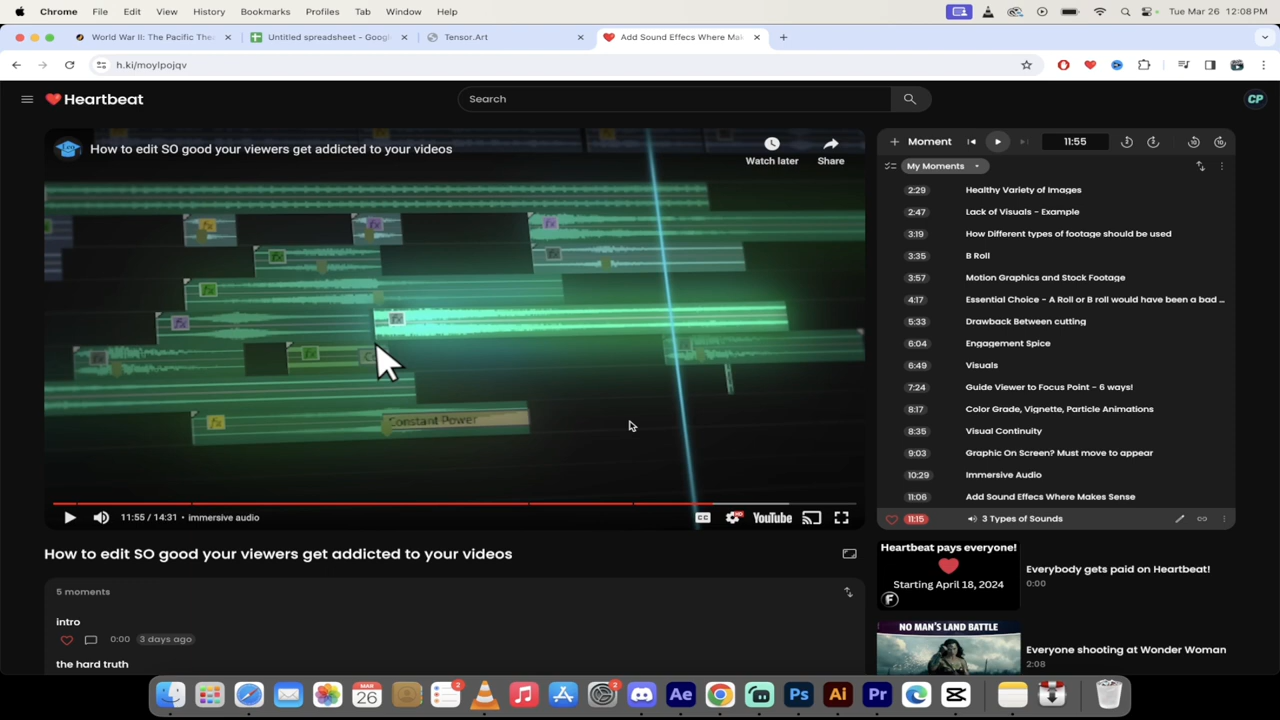 Chrome File Edit View History Bookmarks Profiles Tab Window Help Tue Mar 26 12:08 PM
World War II: The Pacific The Untitled spreadsheet - Goog Tensor.Art Add Sound Effecs Where Mak
h.ki/moylpojqv
Heartbeat
Search
CP
How to edit SO good your viewers get addicted to your videos
Watch later
Share
fx
Constant Power
11:55 / 14:31 • immersive audio
CC
HD
YouTube
Moment
11:55
My Moments
2:29 Healthy Variety of Images
2:47 Lack of Visuals - Example
3:19 How Different types of footage should be used
3:35 B Roll
3:57 Motion Graphics and Stock Footage
4:17 Essential Choice - A Roll or B roll would have been a bad ...
5:33 Drawback Between cutting
6:04 Engagement Spice
6:49 Visuals
7:24 Guide Viewer to Focus Point - 6 ways!
8:17 Color Grade, Vignette, Particle Animations
8:35 Visual Continuity
9:03 Graphic On Screen? Must move to appear
10:29 Immersive Audio
11:06 Add Sound Effecs Where Makes Sense
11:15 3 Types of Sounds
How to edit SO good your viewers get addicted to your videos
5 moments
intro
0:00 3 days ago
the hard truth
Heartbeat pays everyone!
Starting April 18, 2024
F
Everybody gets paid on Heartbeat!
0:00
NO MAN'S LAND BATTLE
Everyone shooting at Wonder Woman
2:08
MAR
26
2
2
Ae
Ps
Ai
Pr